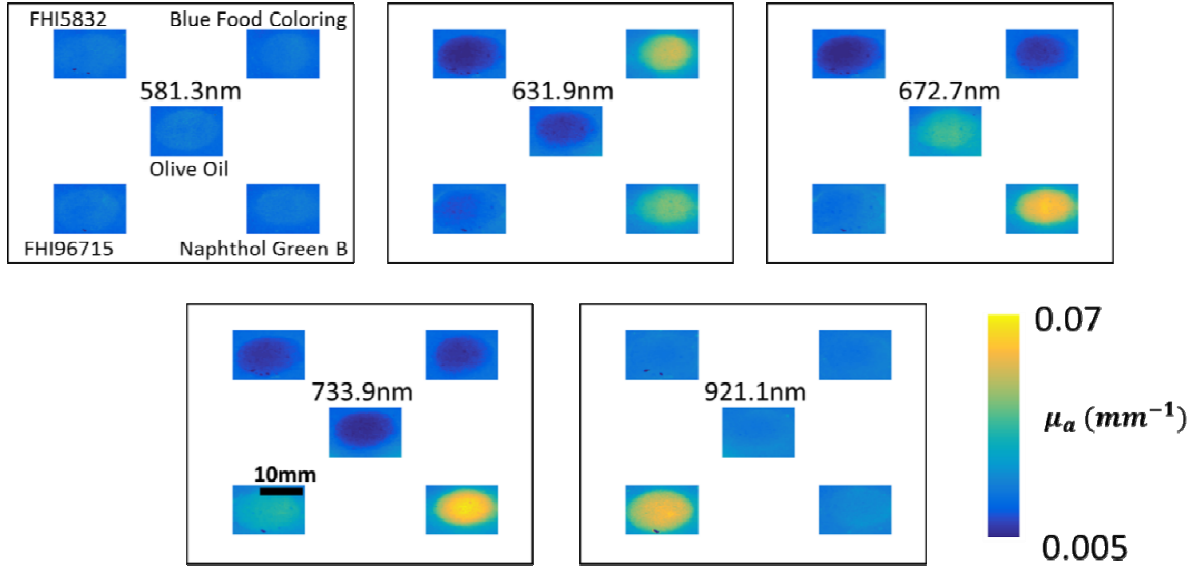 FHI5832 Blue Food Coloring
581.3nm
Olive Oil
FHI96715 Naphthol Green B
631.9nm
672.7nm
733.9nm
10mm
921.1nm
0.07
μₐ (mm⁻¹)
0.005